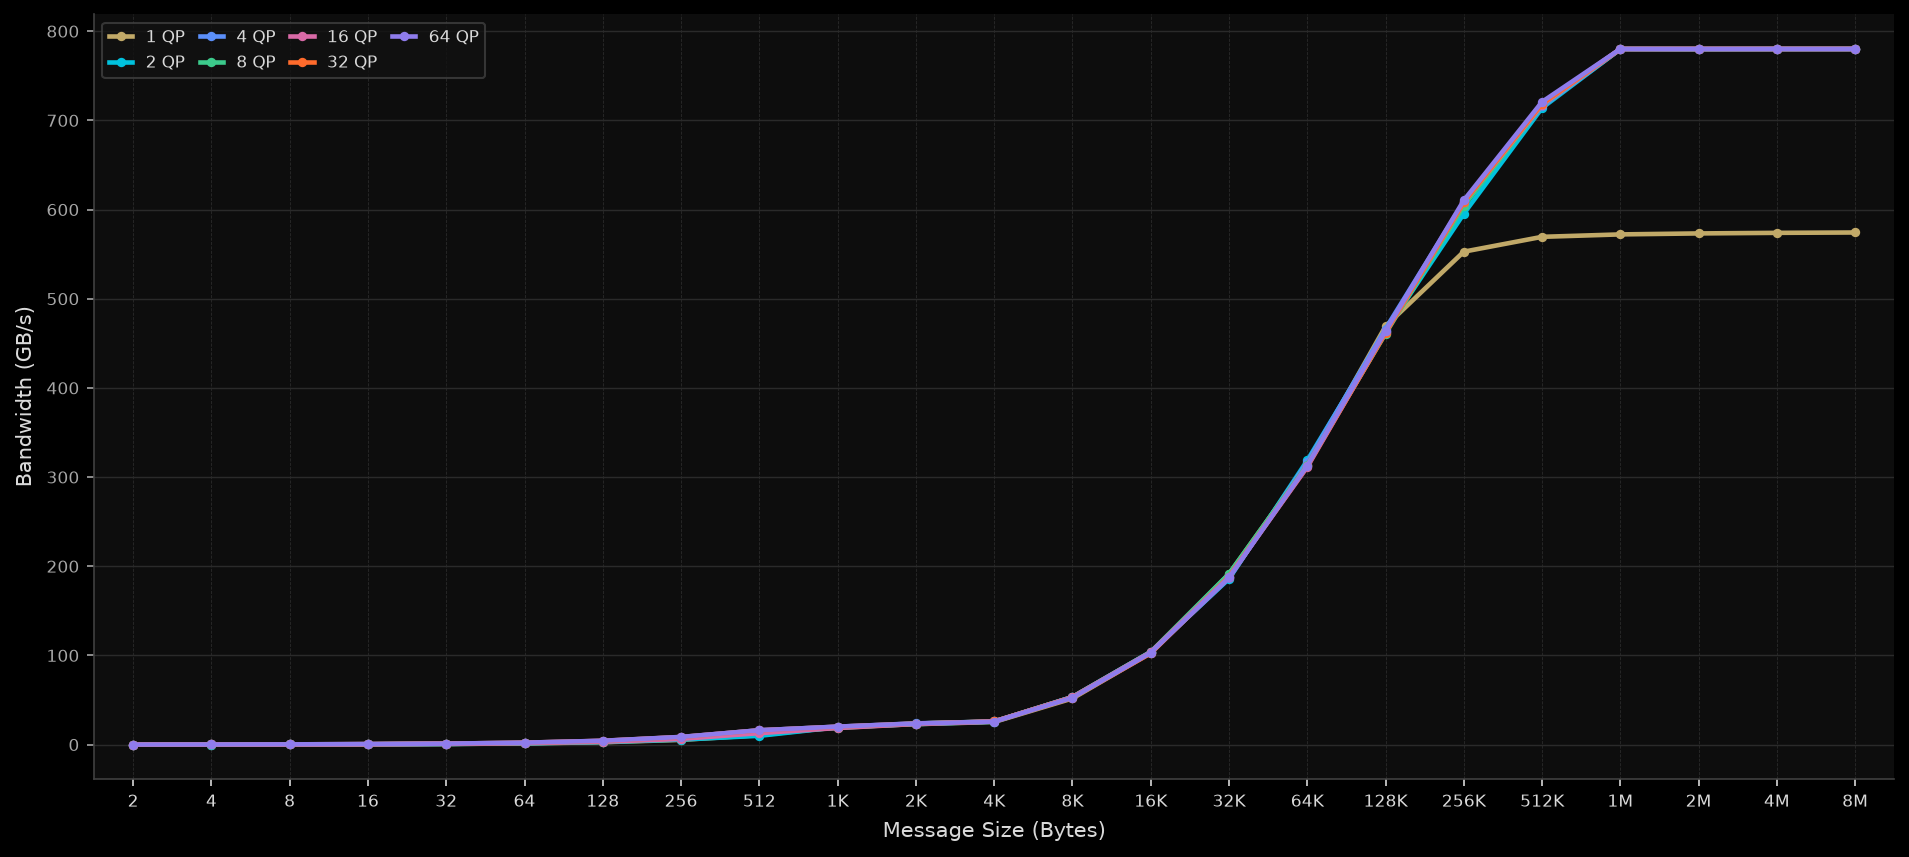 1 QP 4 QP 16 QP 64 QP
2 QP 8 QP 32 QP
800
700
600
500
400
300
200
100
0
Bandwidth (GB/s)
2 4 8 16 32 64 128 256 512 1K 2K 4K 8K 16K 32K 64K 128K 256K 512K 1M 2M 4M 8M
Message Size (Bytes)